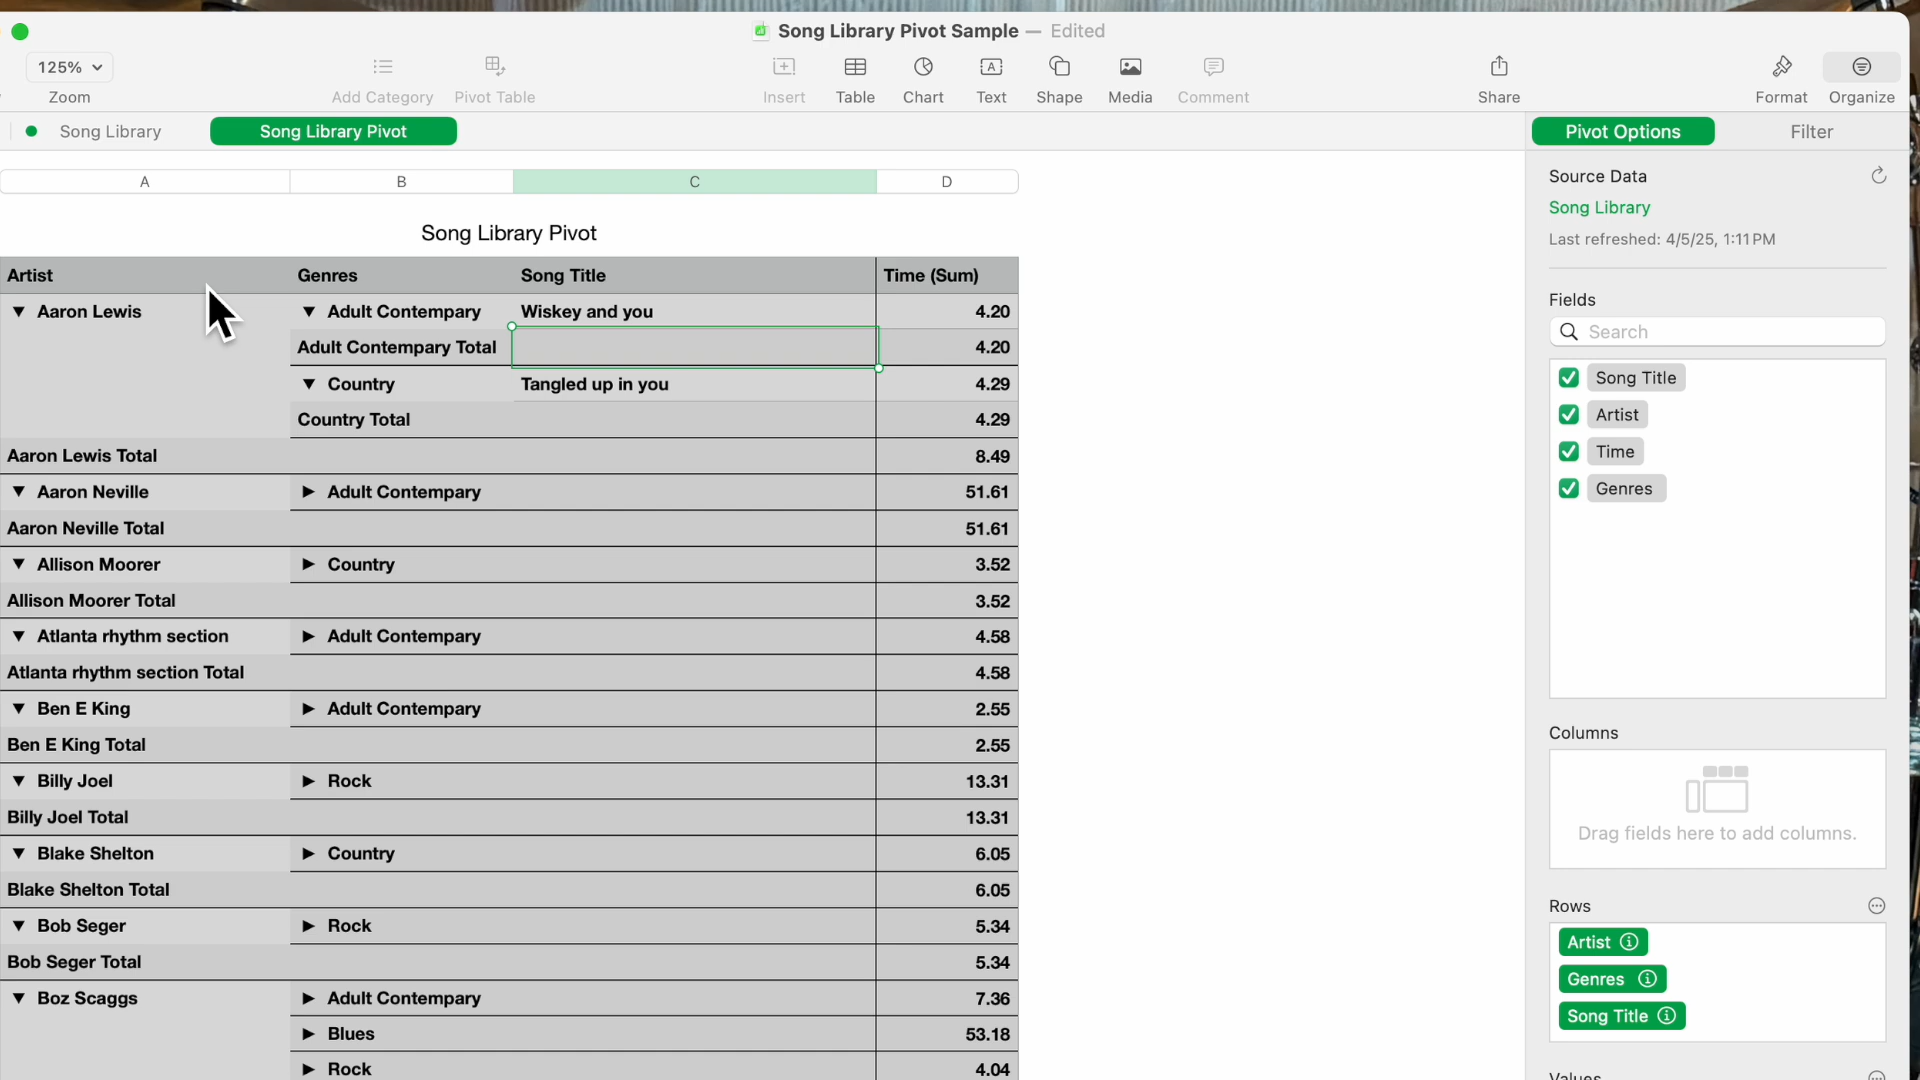 Song Library Pivot Sample — Edited
125%
Zoom
Add Category
Pivot Table
Insert
Table
Chart
Text
Shape
Media
Comment
Share
Format
Organize
Song Library
Song Library Pivot
Pivot Options
Filter
A B C D
Song Library Pivot
Artist Genres Song Title Time (Sum)
Aaron Lewis Adult Contempary Wiskey and you 4.20
Adult Contempary Total 4.20
Country Tangled up in you 4.29
Country Total 4.29
Aaron Lewis Total 8.49
Aaron Neville Adult Contempary 51.61
Aaron Neville Total 51.61
Allison Moorer Country 3.52
Allison Moorer Total 3.52
Atlanta rhythm section Adult Contempary 4.58
Atlanta rhythm section Total 4.58
Ben E King Adult Contempary 2.55
Ben E King Total 2.55
Billy Joel Rock 13.31
Billy Joel Total 13.31
Blake Shelton Country 6.05
Blake Shelton Total 6.05
Bob Seger Rock 5.34
Bob Seger Total 5.34
Boz Scaggs Adult Contempary 7.36
Blues 53.18
Rock 4.04
Source Data
Song Library
Last refreshed: 4/5/25, 1:11 PM
Fields
Search
Song Title
Artist
Time
Genres
Columns
Drag fields here to add columns.
Rows
Artist
Genres
Song Title
Values